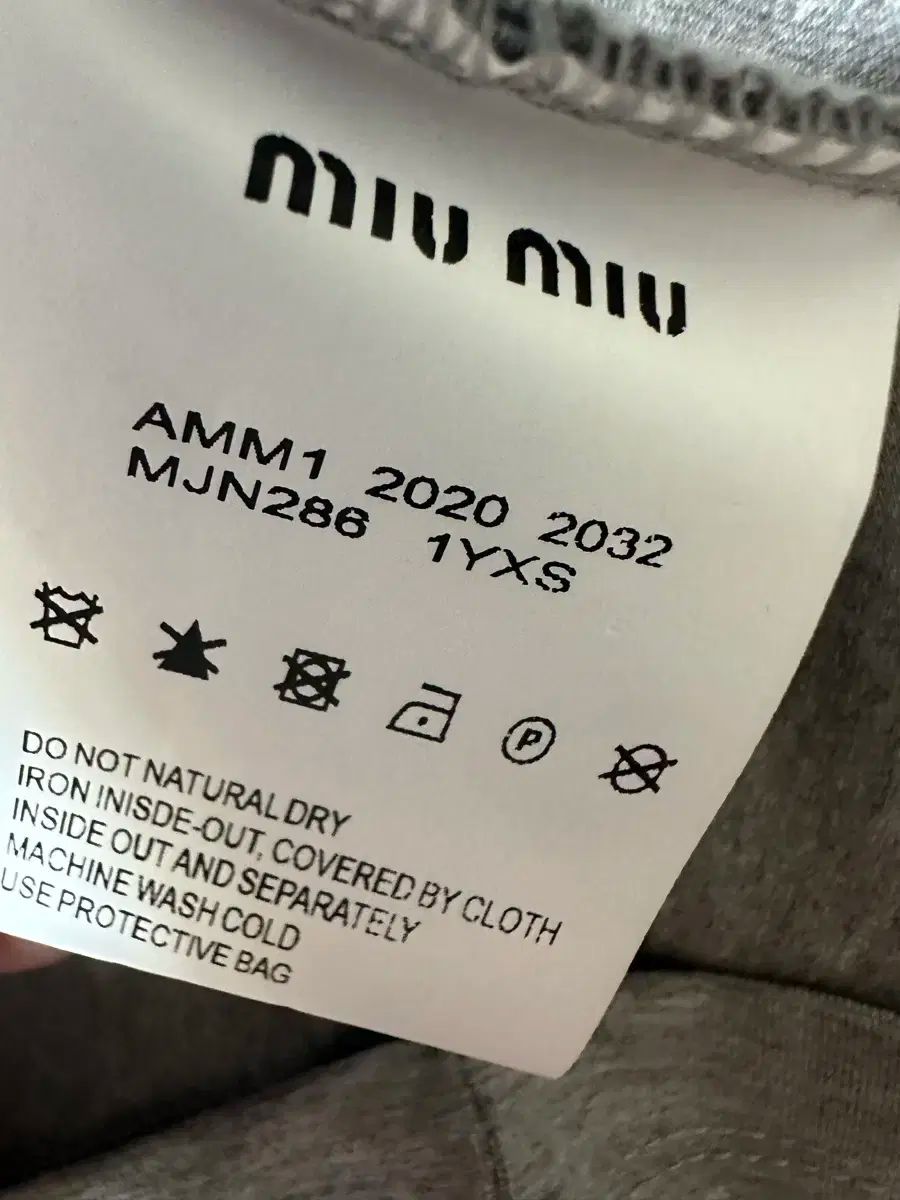 MIU MIU
AMM1 2020 2032
MJN286 1YXS
P
DO NOT NATURAL DRY
IRON INISDE-OUT, COVERED BY CLOTH
INSIDE OUT AND SEPARATELY
MACHINE WASH COLD
USE PROTECTIVE BAG